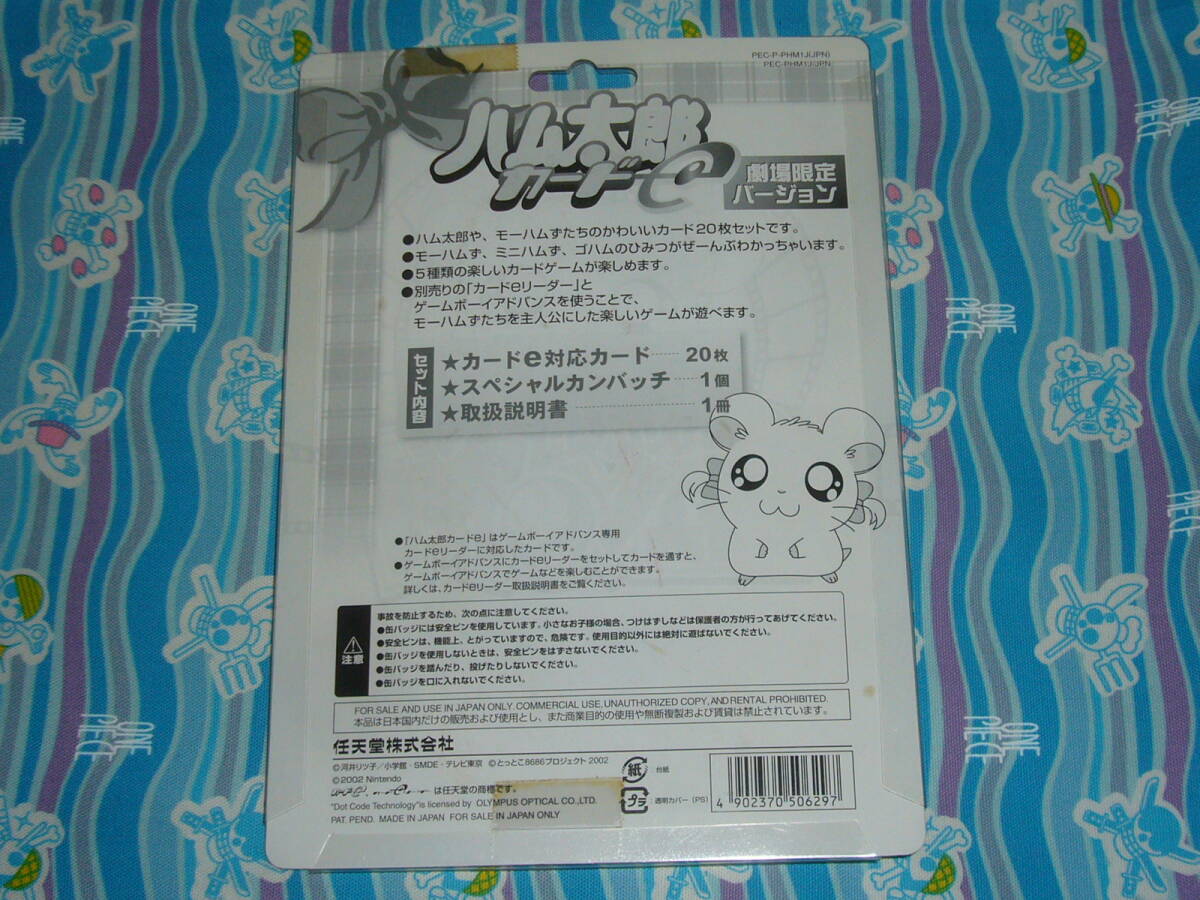 PEC-P-PHM1J(JPN)
PEC-PHM1J(JPN
ハム太郎
カードe
劇場限定
バージョン
●ハム太郎や、モーハムずたちのかわいいカード20枚セットです。
●モーハムず、ミニハムず、ゴハムのひみつがぜーんぶわかっちゃいます。
●5種類の楽しいカードゲームが楽しめます。
●別売りの「カードeリーダー」と
ゲームボーイアドバンスを使うことで、
モーハムずたちを主人公にした楽しいゲームが遊べます。
セット内容
★カードe対応カード 20枚
★スペシャルカンバッチ 1個
★取扱説明書 1冊
●「ハム太郎カードe」はゲームボーイアドバンス専用
カードeリーダーに対応したカードです。
●ゲームボーイアドバンスにカードeリーダーをセットしてカードを通すと、
ゲームボーイアドバンスでゲームなどを楽しむことができます。
詳しくは、カードeリーダー取扱説明書をご覧ください。
注意
事故を防止するため、次の点に注意してください。
●缶バッジには安全ピンを使用しています。小さなお子様の場合、つけはずしなどは保護者の方が行ってあげてください。
●安全ピンは、機能上、とがっていますので、危険です。使用目的以外には絶対に遊ばないでください。
●缶バッジを使用しないときは、安全ピンをはずさないでください。
●缶バッジを踏んだり、投げたりしないでください。
●缶バッジを口に入れないでください。
FOR SALE AND USE IN JAPAN ONLY. COMMERCIAL USE, UNAUTHORIZED COPY, AND RENTAL PROHIBITED.
本品は日本国内だけの販売および使用とし、また商業目的の使用や無断複製および賃貸は禁止されています。
任天堂株式会社
©河井リツ子/小学館・SMDE・テレビ東京 ©とっとこ8686プロジェクト 2002
©2002 Nintendo
は任天堂の商標です。
"Dot Code Technology" is licensed by OLYMPUS OPTICAL CO.,LTD.
PAT. PEND. MADE IN JAPAN FOR SALE IN JAPAN ONLY
紙 台紙
プラ :透明カバー (PS)
4 902370 506297
ONE PIECE
ONE PIECE
ONE PIECE
ONE PIECE